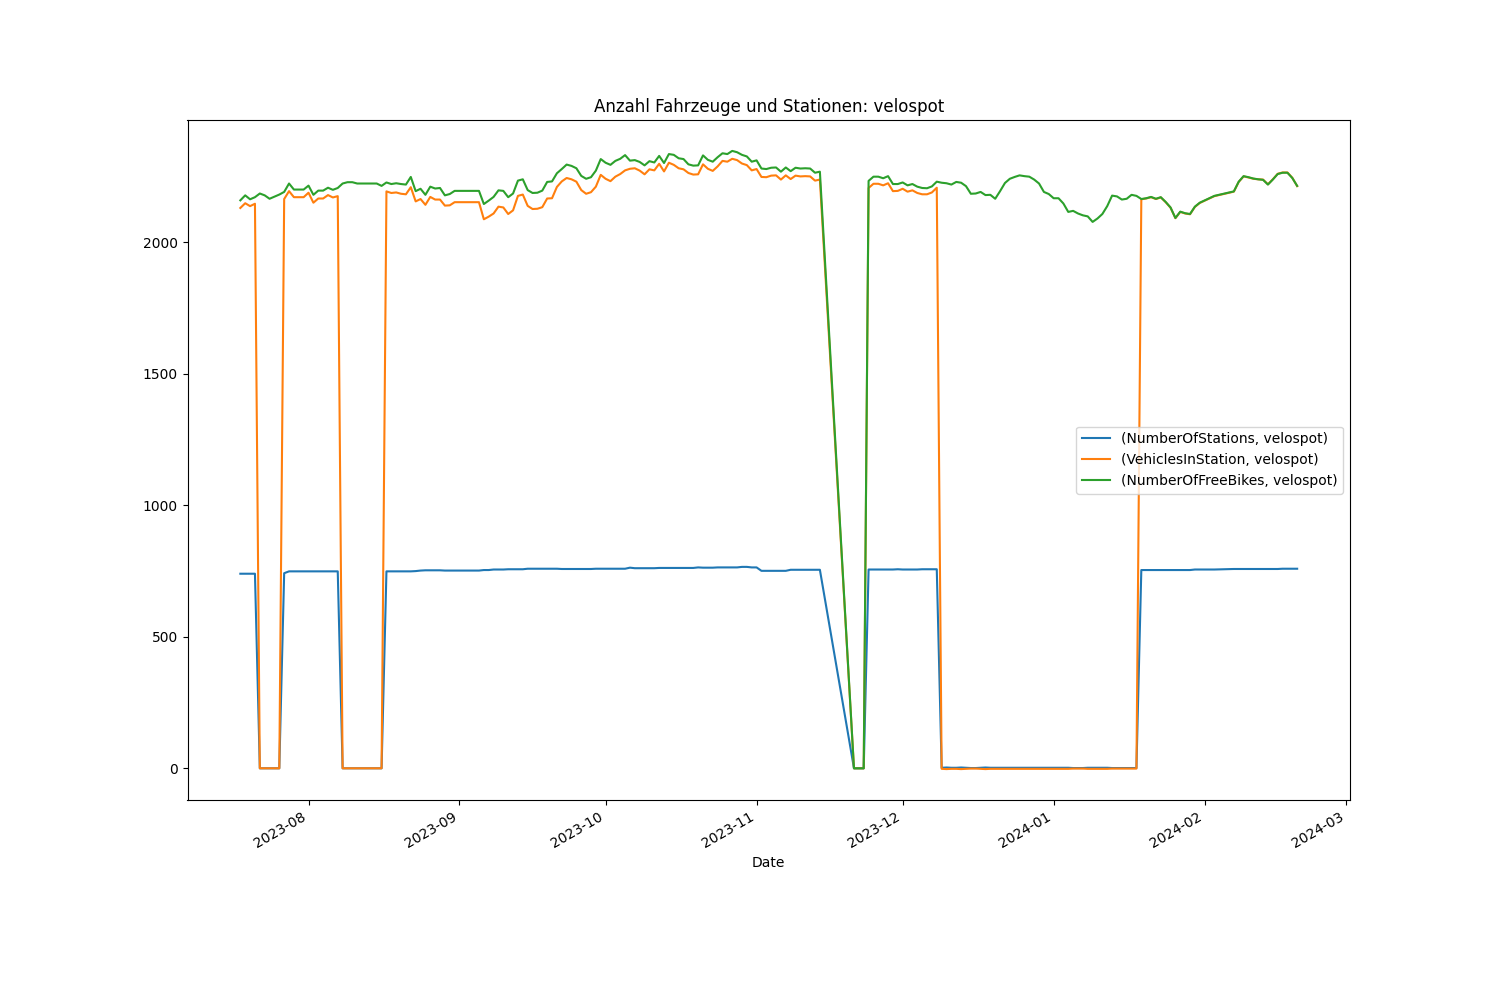 Anzahl Fahrzeuge und Stationen: velospot
2000
1500
1000
500
0
(NumberOfStations, velospot)
(VehiclesInStation, velospot)
(NumberOfFreeBikes, velospot)
2023-08
2023-09
2023-10
2023-11
2023-12
2024-01
2024-02
2024-03
Date